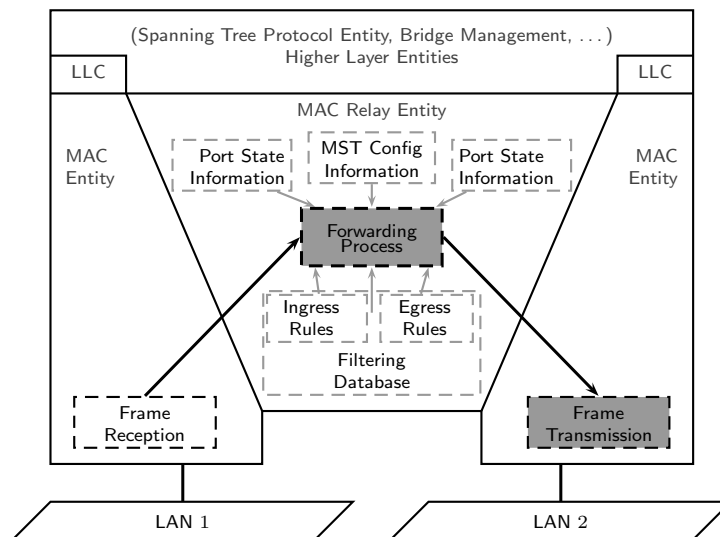 (Spanning Tree Protocol Entity, Bridge Management, . . . )
Higher Layer Entities
LLC
LLC
MAC Relay Entity
MAC
Entity
MAC
Entity
Port State
Information
MST Config
Information
Port State
Information
Forwarding
Process
Ingress
Rules
Egress
Rules
Filtering
Database
Frame
Reception
Frame
Transmission
LAN 1
LAN 2